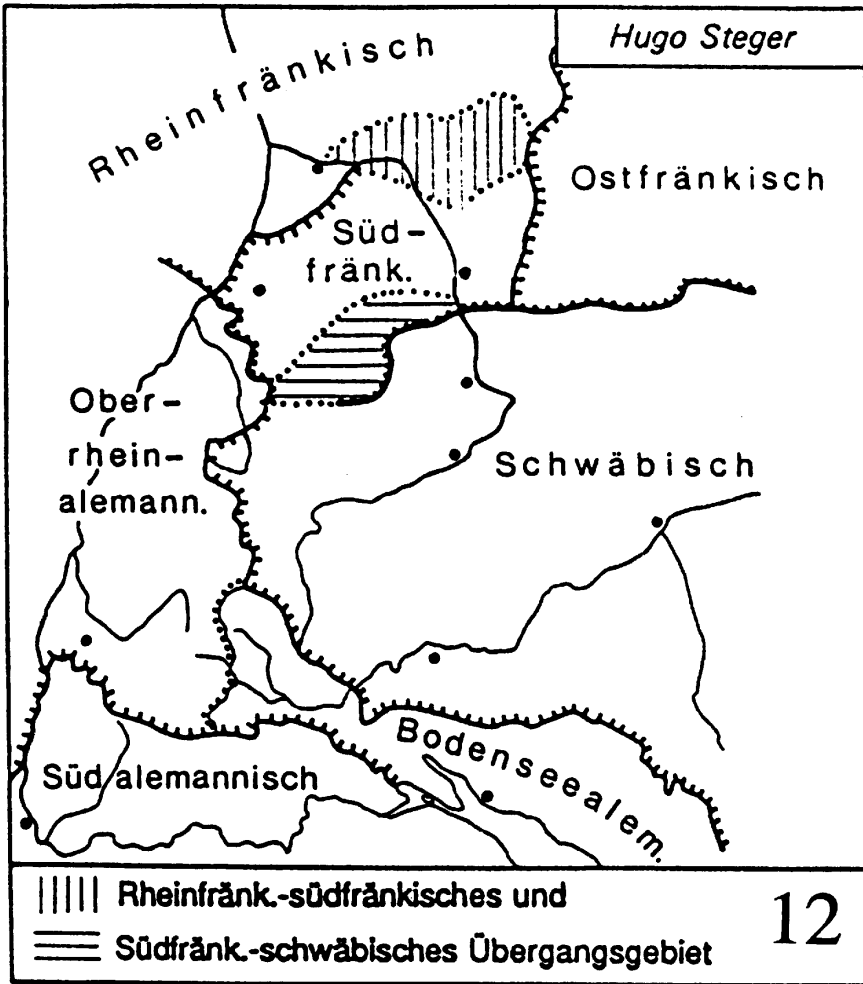 Hugo Steger
Rheinfränkisch
Ostfränkisch
Süd-
fränk.
Ober-
rhein-
alemann.
Schwäbisch
Bodenseealem.
Südalemannisch
Rheinfränk.-südfränkisches und
Südfränk.-schwäbisches Übergangsgebiet
12